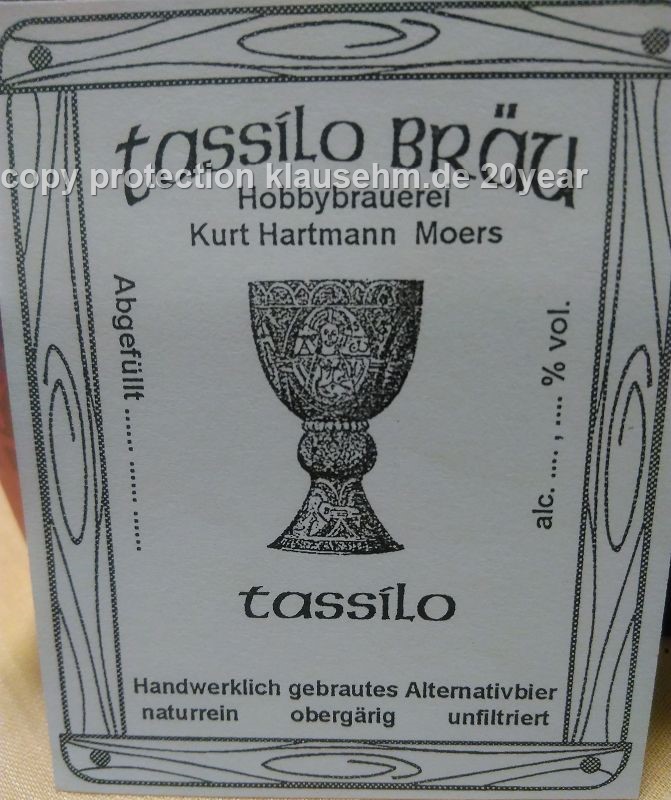 tassilo BRÄU
copy protection klausehm.de 20year
Hobbybrauerei
Kurt Hartmann Moers
Abgefüllt ...... ...... ......
alc. .... , .... % vol.
tassilo
Handwerklich gebrautes Alternativbier
naturrein obergärig unfiltriert